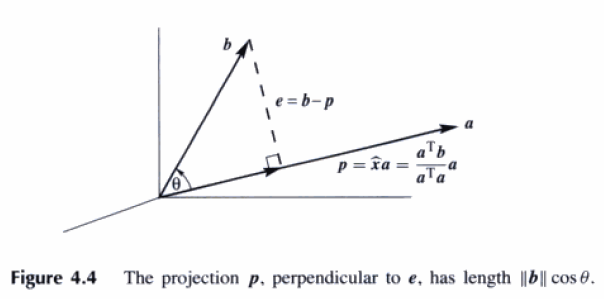 b
e = b − p
a
p = x̂a = aᵀb / aᵀa a
θ
Figure 4.4 The projection p, perpendicular to e, has length ‖b‖ cos θ.